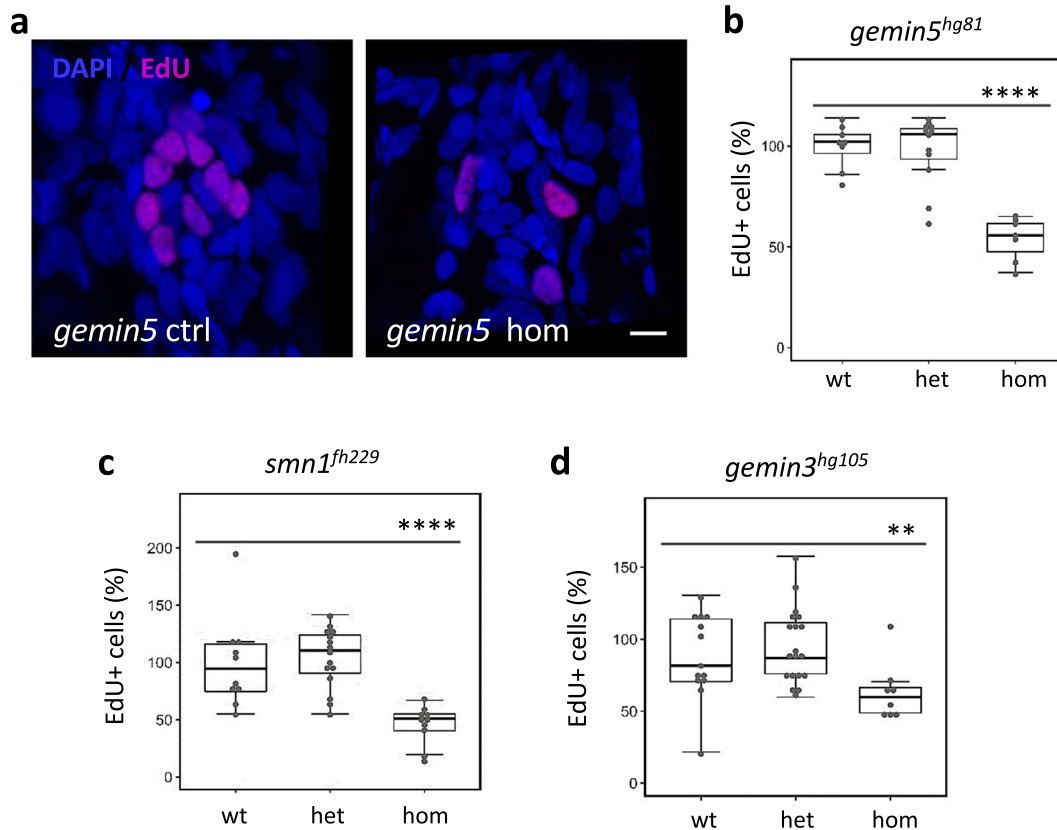 a
DAPI / EdU
gemin5 ctrl
gemin5 hom
b
gemin5hg81
****
EdU+ cells (%)
100
50
0
wt het hom
c
smn1fh229
****
EdU+ cells (%)
200
150
100
50
0
wt het hom
d
gemin3hg105
**
EdU+ cells (%)
150
100
50
0
wt het hom